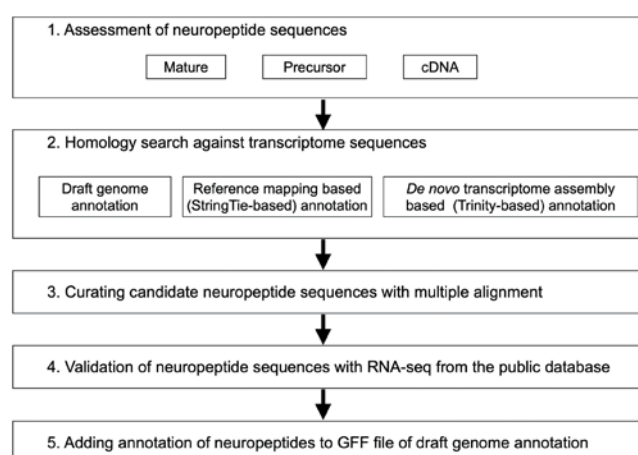 1. Assessment of neuropeptide sequences
Mature
Precursor
cDNA
2. Homology search against transcriptome sequences
Draft genome
annotation
Reference mapping based
(StringTie-based) annotation
De novo transcriptome assembly
based (Trinity-based) annotation
3. Curating candidate neuropeptide sequences with multiple alignment
4. Validation of neuropeptide sequences with RNA-seq from the public database
5. Adding annotation of neuropeptides to GFF file of draft genome annotation